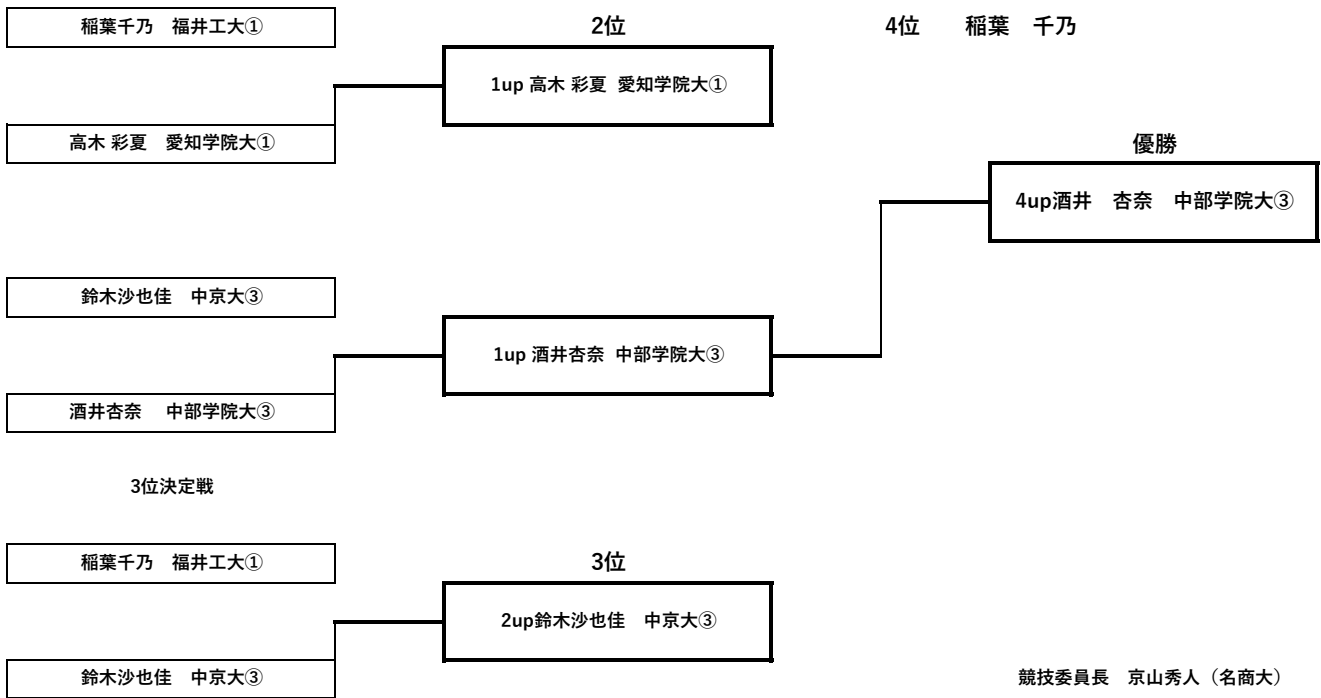 稲葉千乃　福井工大①
2位
4位　　稲葉　千乃
1up 高木 彩夏  愛知学院大①
高木 彩夏　愛知学院大①
優勝
4up酒井　杏奈　中部学院大③
鈴木沙也佳　中京大③
1up 酒井杏奈  中部学院大③
酒井杏奈　 中部学院大③
3位決定戦
稲葉千乃　福井工大①
3位
2up鈴木沙也佳　中京大③
鈴木沙也佳　中京大③
競技委員長　京山秀人（名商大）